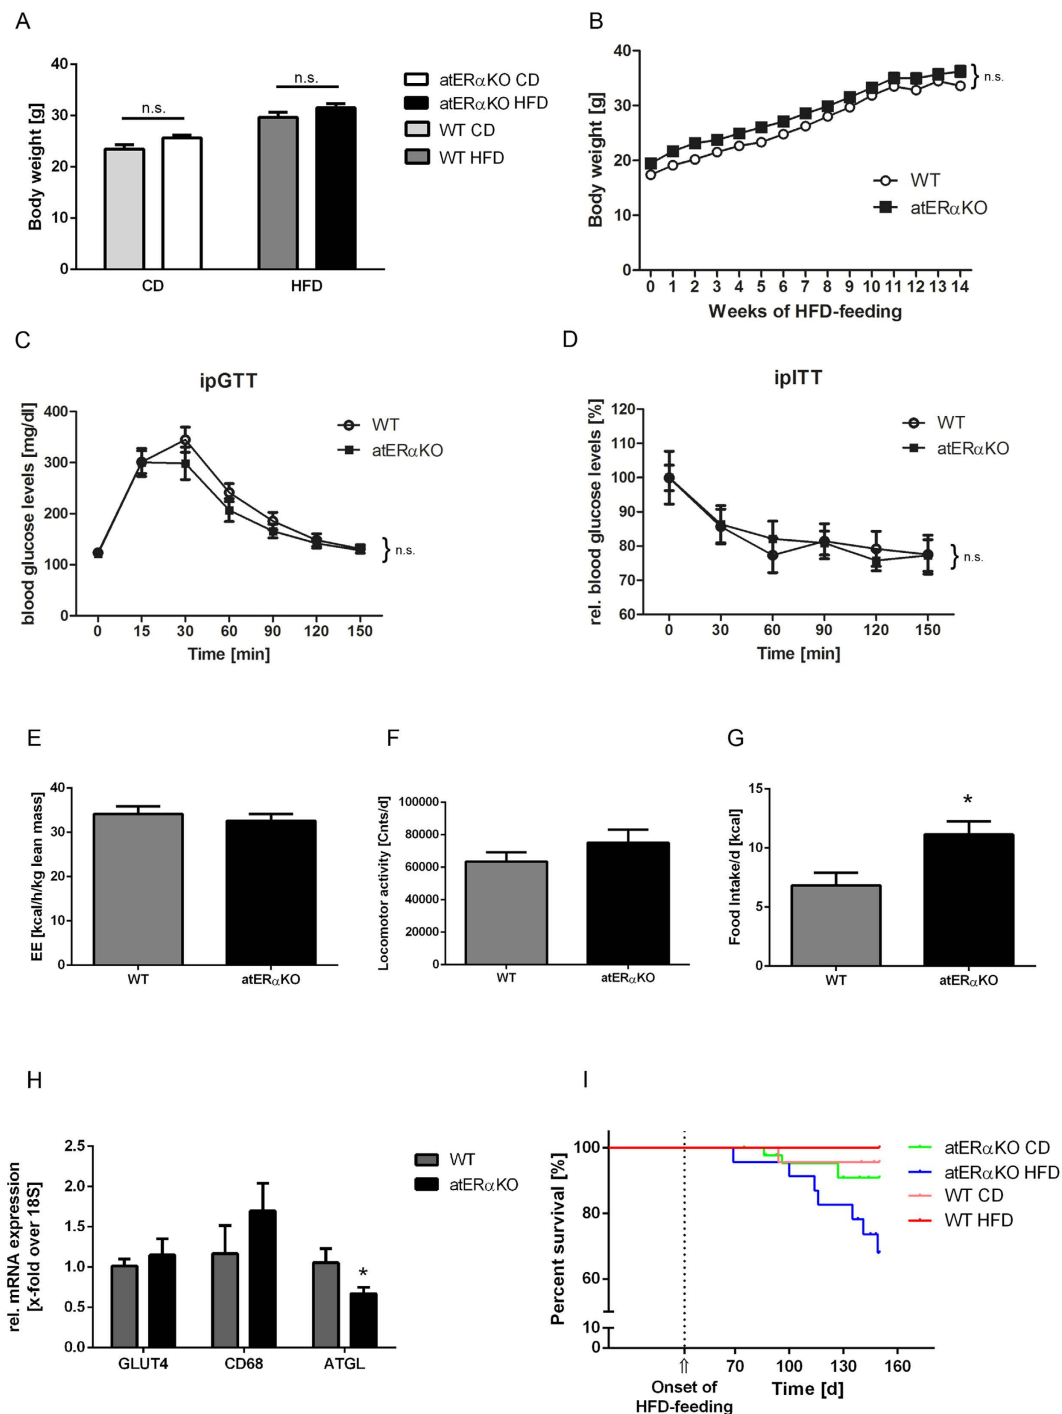 A
Body weight [g]
40
30
20
10
0
n.s.
n.s.
CD
HFD
atERαKO CD
atERαKO HFD
WT CD
WT HFD
B
Body weight [g]
40
30
20
10
0
n.s.
WT
atERαKO
0 1 2 3 4 5 6 7 8 9 10 11 12 13 14
Weeks of HFD-feeding
C
ipGTT
blood glucose levels [mg/dl]
400
300
200
100
0
WT
atERαKO
n.s.
0 15 30 60 90 120 150
Time [min]
D
ipITT
rel. blood glucose levels [%]
120
110
100
90
80
70
60
WT
atERαKO
n.s.
0 30 60 90 120 150
Time [min]
E
EE [kcal/h/kg lean mass]
40
30
20
10
0
WT
atERαKO
F
Locomotor activity [Cnts/d]
100000
80000
60000
40000
20000
0
WT
atERαKO
G
Food Intake/d [kcal]
15
10
5
0
*
WT
atERαKO
H
rel. mRNA expression
[x-fold over 18S]
2.5
2.0
1.5
1.0
0.5
0.0
*
GLUT4
CD68
ATGL
WT
atERαKO
I
Percent survival [%]
100
80
60
10
0
atERαKO CD
atERαKO HFD
WT CD
WT HFD
⇑
70 100 130 160
Onset of
HFD-feeding
Time [d]